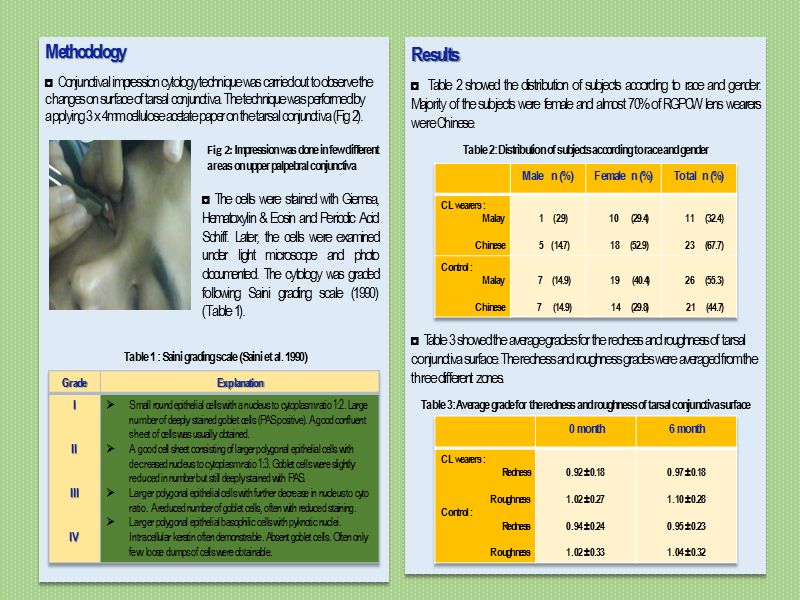 Methodology
◘ Conjunctival impression cytology technique was carried out to observe the
changes on surface of tarsal conjunctiva. The technique was performed by
applying 3 x 4mm cellulose acetate paper on the tarsal conjunctiva (Fig 2).
Fig 2: Impression was done in few different
areas on upper palpebral conjunctiva
◘ The cells were stained with Giemsa,
Hematoxylin & Eosin and Periodic Acid
Schiff. Later, the cells were examined
under light microscope and photo
documented. The cytology was graded
following Saini grading scale (1990)
(Table 1).
Table 1 : Saini grading scale (Saini et al. 1990)
Grade Explanation
I ➢ Small round epithelial cells with a nucleus to cytoplasm ratio 1:2. Large
number of deeply stained goblet cells (PAS positive). A good confluent
sheet of cells was usually obtained.
II ➢ A good cell sheet consisting of larger polygonal epithelial cells with
decreased nucleus to cytoplasm ratio 1:3. Goblet cells were slightly
reduced in number but still deeply stained with PAS.
III ➢ Larger polygonal epithelial cells with further decrease in nucleus to cyto
ratio. A reduced number of goblet cells, often with reduced staining.
➢ Larger polygonal epithelial basophilic cells with pyknotic nuclei.
IV Intracellular keratin often demonstrable. Absent goblet cells. Often only
few loose clumps of cells were obtainable.
Results
◘ Table 2 showed the distribution of subjects according to race and gender.
Majority of the subjects were female and almost 70% of RGPCW lens wearers
were Chinese.
Table 2: Distribution of subjects according to race and gender
Male n (%) Female n (%) Total n (%)
CL wearers :
Malay 1 (2.9) 10 (29.4) 11 (32.4)
Chinese 5 (14.7) 18 (52.9) 23 (67.7)
Control :
Malay 7 (14.9) 19 (40.4) 26 (55.3)
Chinese 7 (14.9) 14 (29.8) 21 (44.7)
◘ Table 3 showed the average grades for the redness and roughness of tarsal
conjunctiva surface. The redness and roughness grades were averaged from the
three different zones.
Table 3: Average grade for the redness and roughness of tarsal conjunctiva surface
0 month 6 month
CL wearers :
Redness 0.92±0.18 0.97±0.18
Roughness 1.02±0.27 1.10±0.28
Control :
Redness 0.94±0.24 0.95±0.23
Roughness 1.02±0.33 1.04±0.32